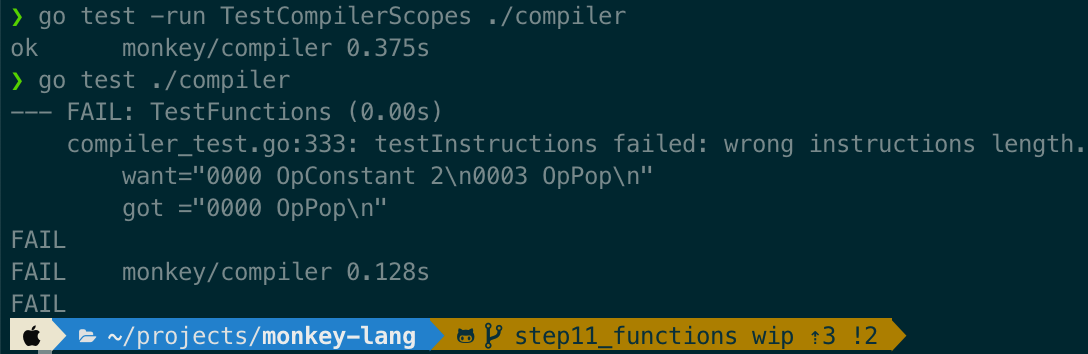 ❯ go test -run TestCompilerScopes ./compiler
ok      monkey/compiler 0.375s
❯ go test ./compiler
--- FAIL: TestFunctions (0.00s)
    compiler_test.go:333: testInstructions failed: wrong instructions length.
        want="0000 OpConstant 2\n0003 OpPop\n"
        got ="0000 OpPop\n"
FAIL
FAIL    monkey/compiler 0.128s
FAIL
~/projects/monkey-lang step11_functions wip ⇡3 !2